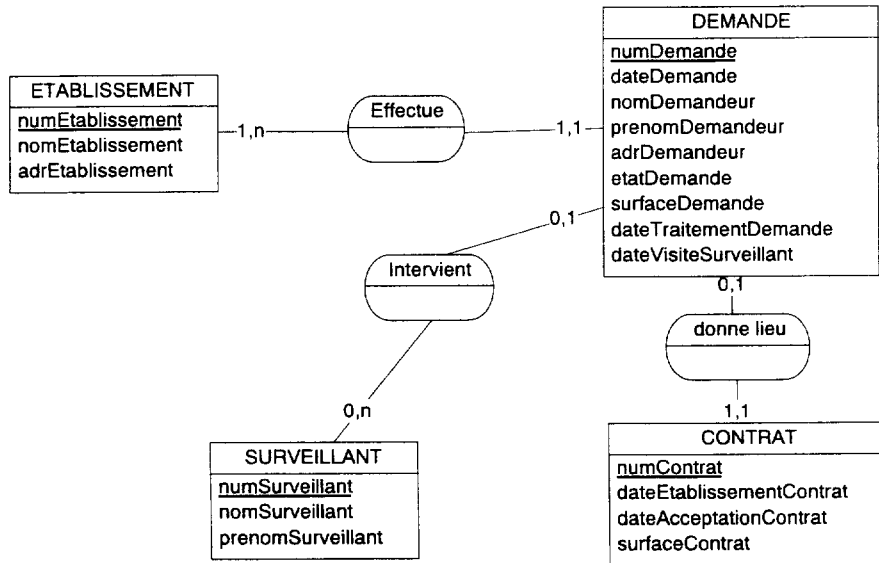 DEMANDE
numDemande
dateDemande
nomDemandeur
prenomDemandeur
adrDemandeur
etatDemande
surfaceDemande
dateTraitementDemande
dateVisiteSurveillant
ETABLISSEMENT
numEtablissement
nomEtablissement
adrEtablissement
1,n
Effectue
1,1
0,1
Intervient
0,n
0,1
donne lieu
1,1
SURVEILLANT
numSurveillant
nomSurveillant
prenomSurveillant
CONTRAT
numContrat
dateEtablissementContrat
dateAcceptationContrat
surfaceContrat